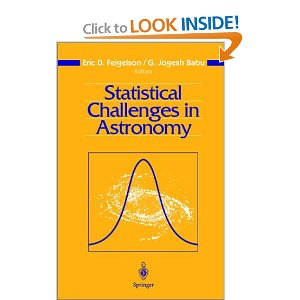 Click to LOOK INSIDE!
Eric D. Feigelson / G. Jogesh Babu
Editors
Statistical
Challenges in
Astronomy
Springer